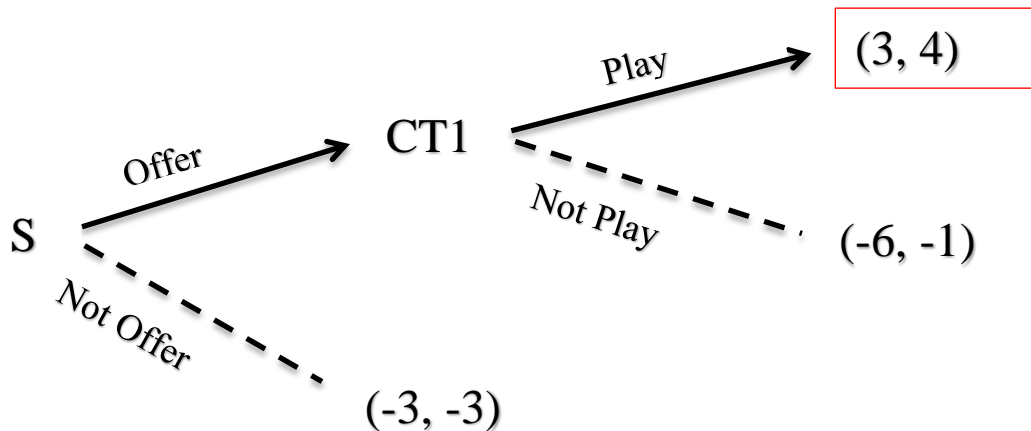 Play
(3, 4)
CT1
Offer
Not Play
S
(-6, -1)
Not Offer
(-3, -3)